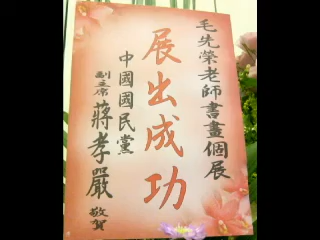 毛先榮老師書畫個展
展出成功
中國國民黨
副主席 蔣孝嚴 敬賀